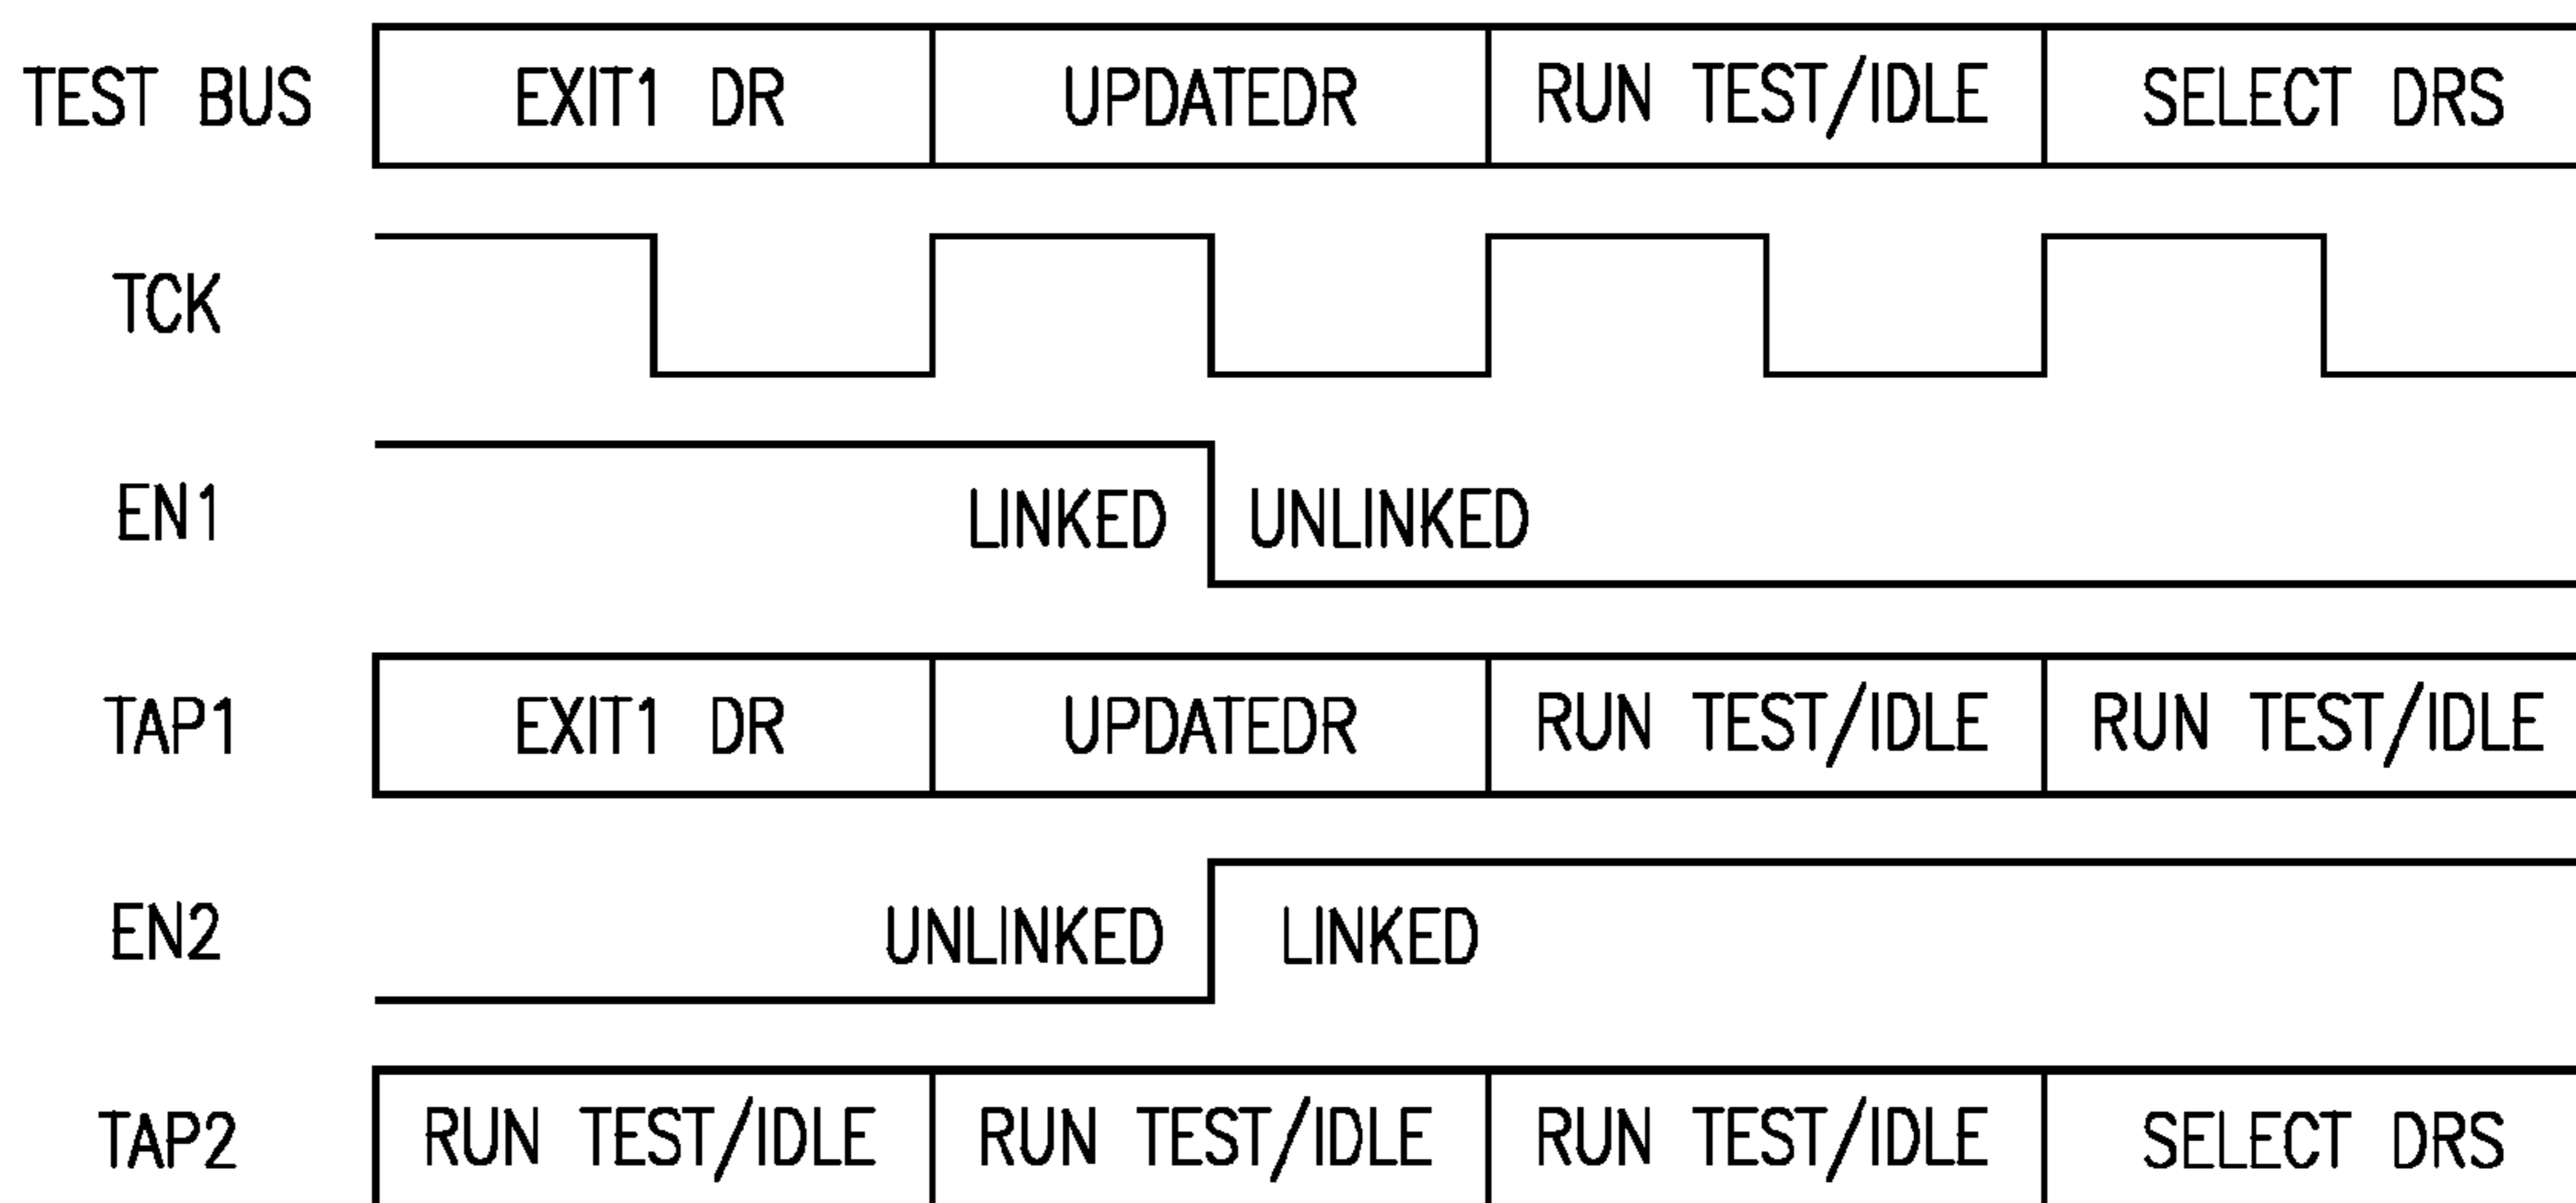 TEST BUS EXIT1 DR UPDATEDR RUN TEST/IDLE SELECT DRS
TCK
EN1 LINKED UNLINKED
TAP1 EXIT1 DR UPDATEDR RUN TEST/IDLE RUN TEST/IDLE
EN2 UNLINKED LINKED
TAP2 RUN TEST/IDLE RUN TEST/IDLE RUN TEST/IDLE SELECT DRS